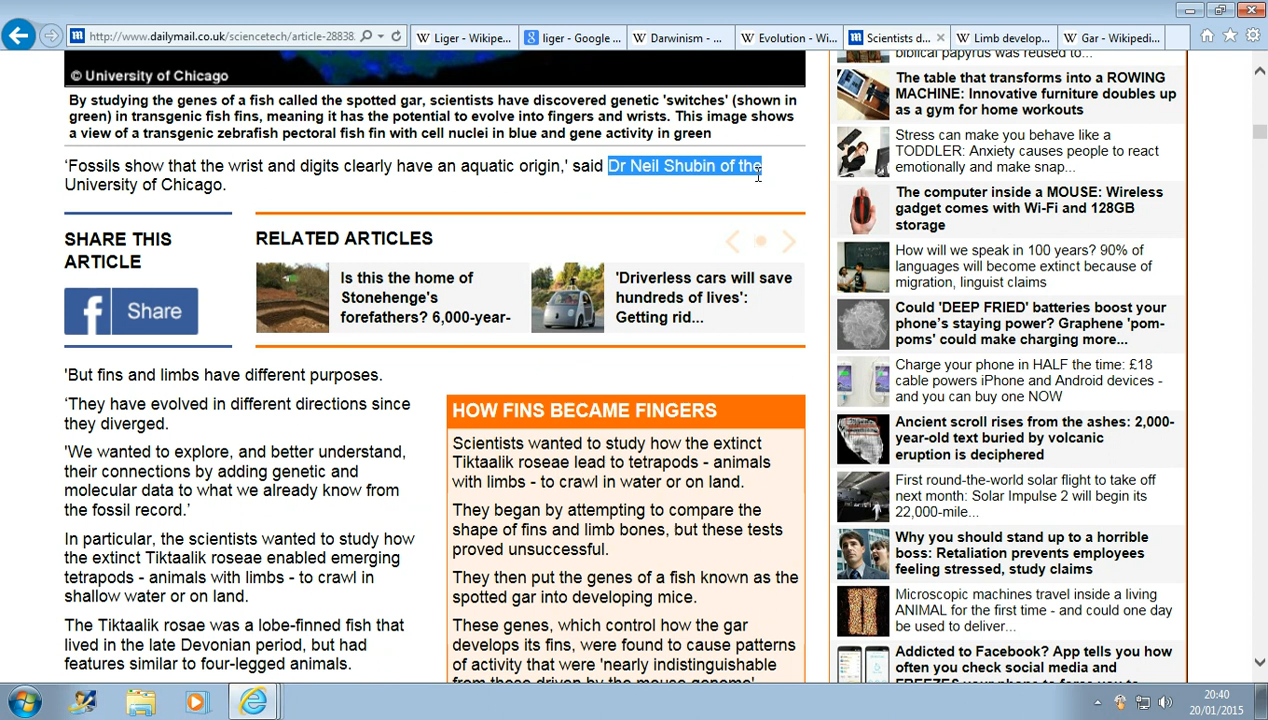 http://www.dailymail.co.uk/sciencetech/article-28838
Liger - Wikipe...
liger - Google ...
Darwinism - ...
Evolution - Wi...
Scientists d...
Limb develop...
Gar - Wikipedi...
© University of Chicago
By studying the genes of a fish called the spotted gar, scientists have discovered genetic 'switches' (shown in
green) in transgenic fish fins, meaning it has the potential to evolve into fingers and wrists. This image shows
a view of a transgenic zebrafish pectoral fish fin with cell nuclei in blue and gene activity in green
‘Fossils show that the wrist and digits clearly have an aquatic origin,' said Dr Neil Shubin of the
University of Chicago.
SHARE THIS
ARTICLE
f Share
RELATED ARTICLES
Is this the home of
Stonehenge's
forefathers? 6,000-year-
'Driverless cars will save
hundreds of lives':
Getting rid...
'But fins and limbs have different purposes.
‘They have evolved in different directions since
they diverged.
'We wanted to explore, and better understand,
their connections by adding genetic and
molecular data to what we already know from
the fossil record.’
In particular, the scientists wanted to study how
the extinct Tiktaalik roseae enabled emerging
tetrapods - animals with limbs - to crawl in
shallow water or on land.
The Tiktaalik rosae was a lobe-finned fish that
lived in the late Devonian period, but had
features similar to four-legged animals.
HOW FINS BECAME FINGERS
Scientists wanted to study how the extinct
Tiktaalik roseae lead to tetrapods - animals
with limbs - to crawl in water or on land.
They began by attempting to compare the
shape of fins and limb bones, but these tests
proved unsuccessful.
They then put the genes of a fish known as the
spotted gar into developing mice.
These genes, which control how the gar
develops its fins, were found to cause patterns
of activity that were 'nearly indistinguishable
from those driven by the mouse genome'.
biblical papyrus was reused to...
The table that transforms into a ROWING
MACHINE: Innovative furniture doubles up
as a gym for home workouts
Stress can make you behave like a
TODDLER: Anxiety causes people to react
emotionally and make snap...
The computer inside a MOUSE: Wireless
gadget comes with Wi-Fi and 128GB
storage
How will we speak in 100 years? 90% of
languages will become extinct because of
migration, linguist claims
Could 'DEEP FRIED' batteries boost your
phone’s staying power? Graphene 'pom-
poms' could make charging more...
Charge your phone in HALF the time: £18
cable powers iPhone and Android devices -
and you can buy one NOW
Ancient scroll rises from the ashes: 2,000-
year-old text buried by volcanic
eruption is deciphered
First round-the-world solar flight to take off
next month: Solar Impulse 2 will begin its
22,000-mile...
Why you should stand up to a horrible
boss: Retaliation prevents employees
feeling stressed, study claims
Microscopic machines travel inside a living
ANIMAL for the first time - and could one day
be used to deliver...
Addicted to Facebook? App tells you how
often you check social media and
FREEZES your phone to force you to
20:40
20/01/2015